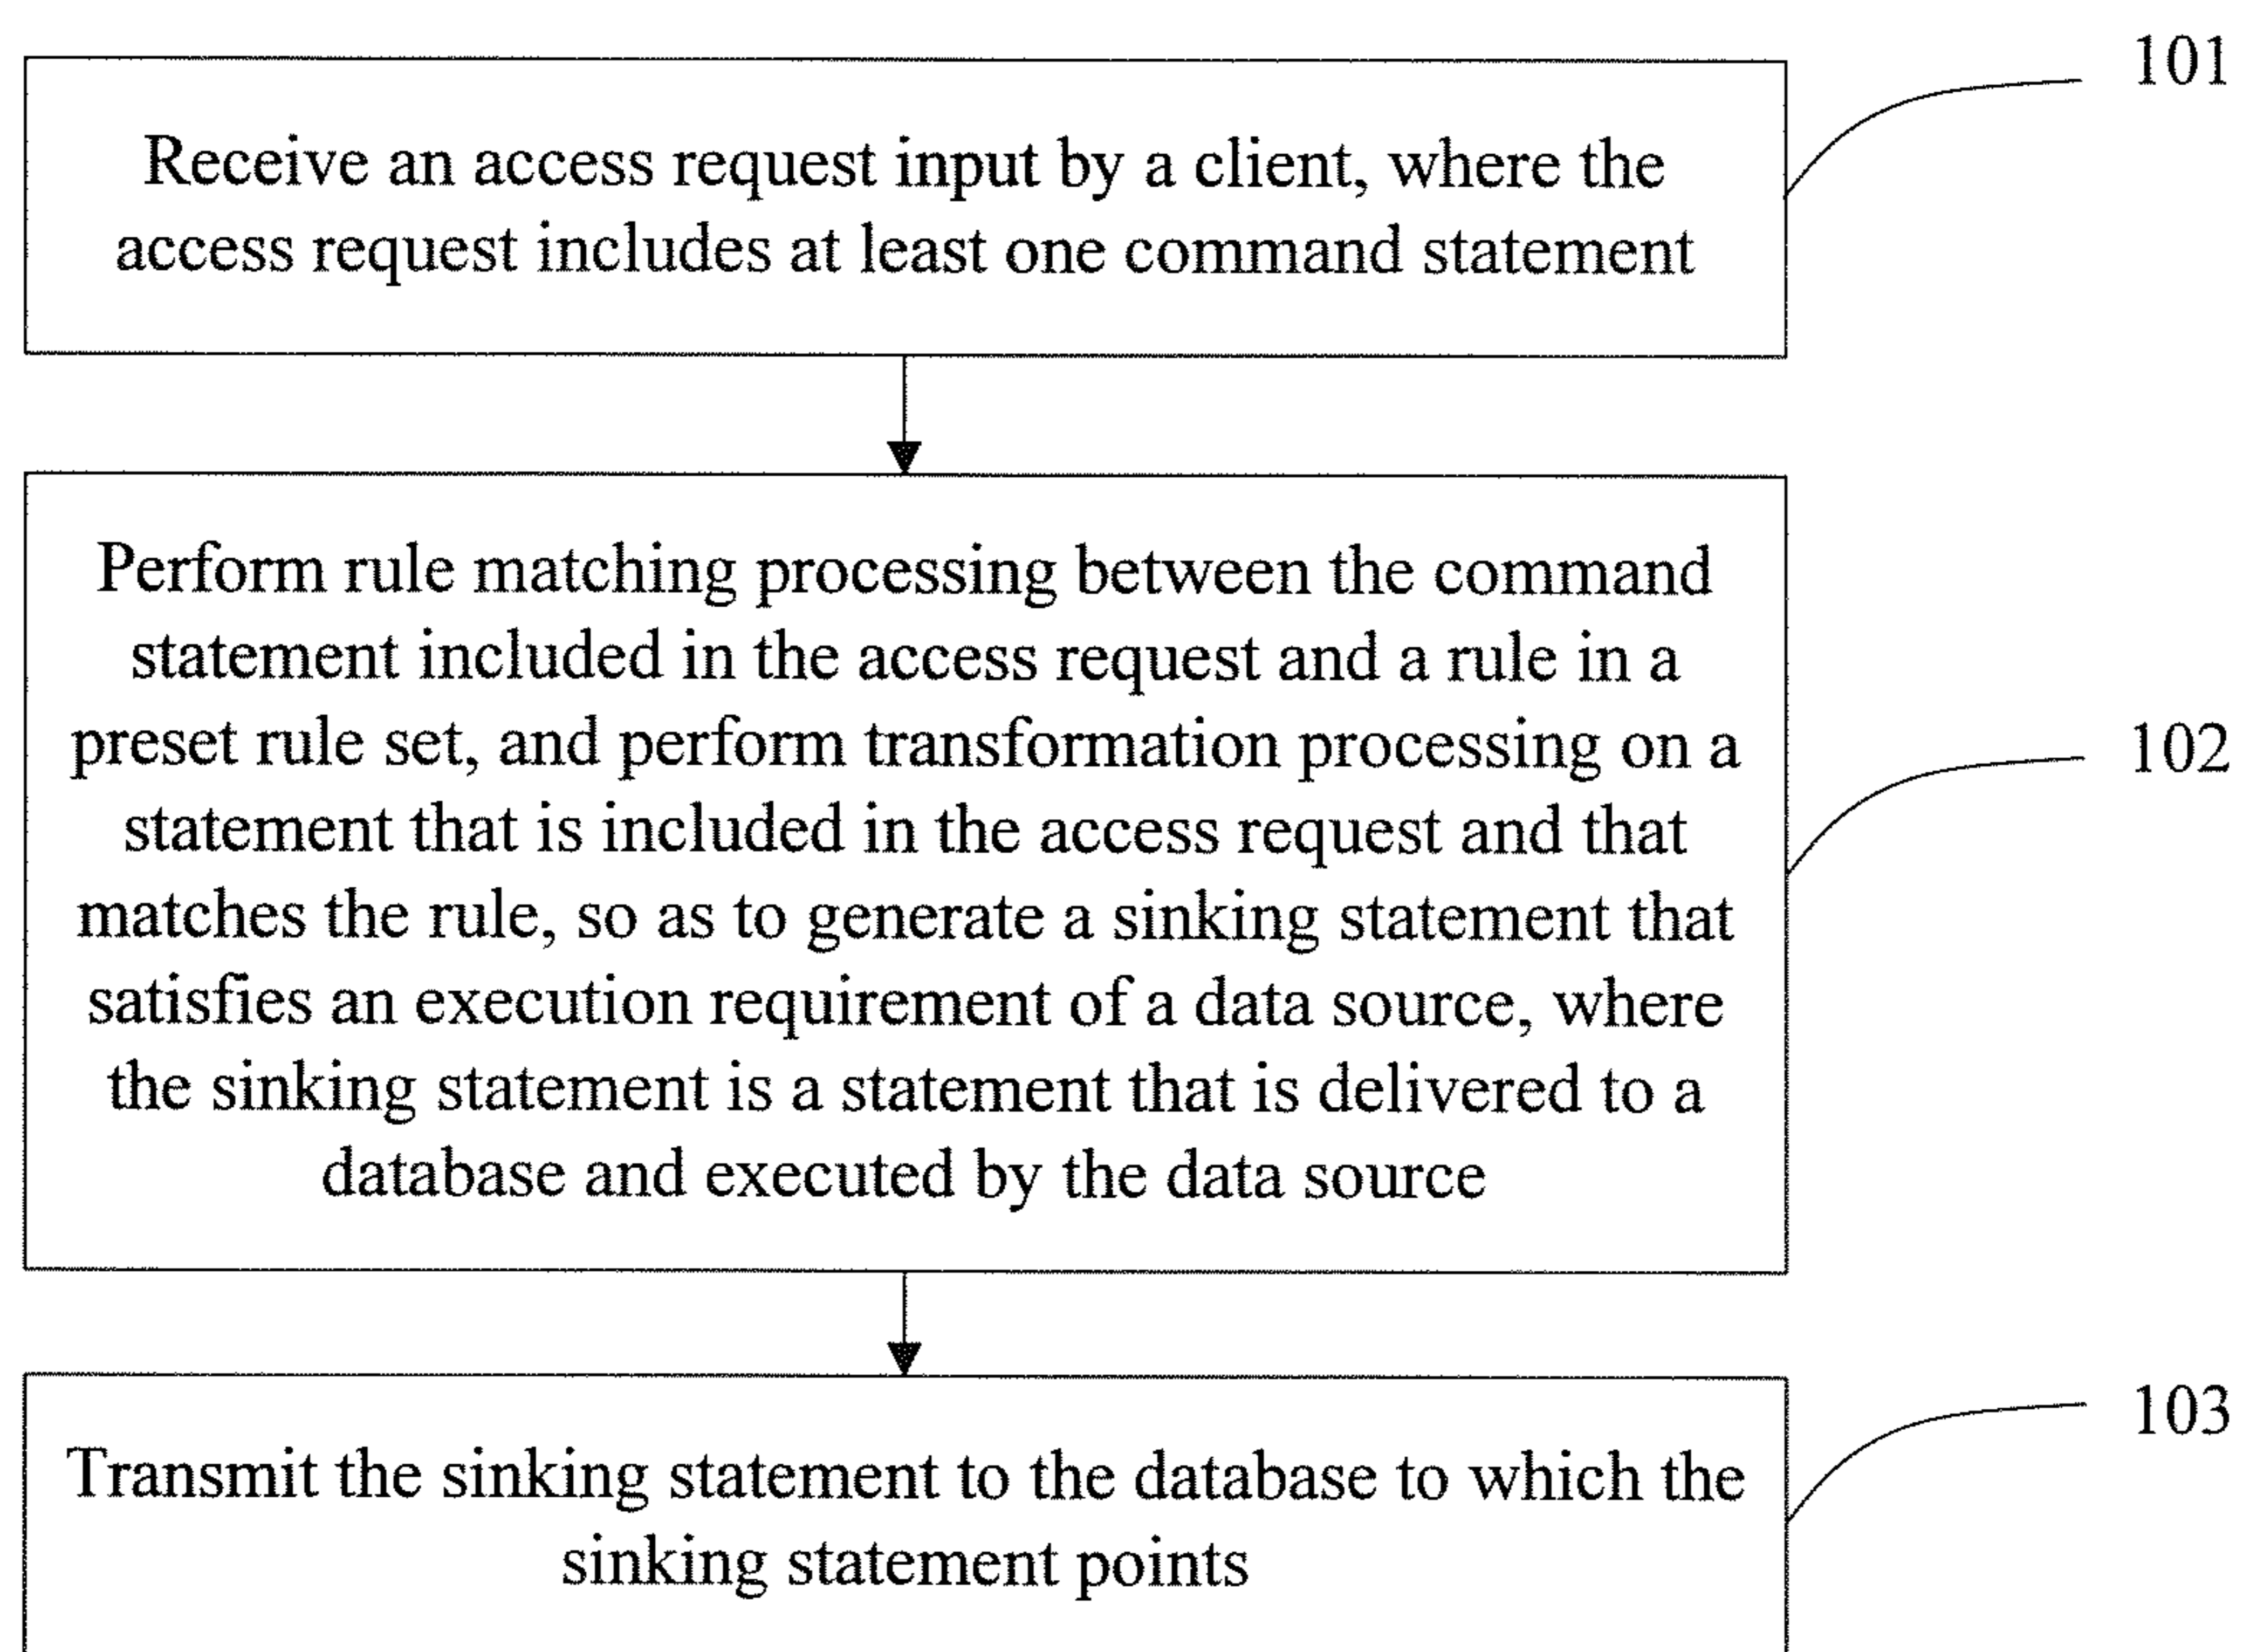 101
Receive an access request input by a client, where the
access request includes at least one command statement
Perform rule matching processing between the command
statement included in the access request and a rule in a
preset rule set, and perform transformation processing on a
102
statement that is included in the access request and that
matches the rule, so as to generate a sinking statement that
satisfies an execution requirement of a data source, where
the sinking statement is a statement that is delivered to a
database and executed by the data source
103
Transmit the sinking statement to the database to which the
sinking statement points